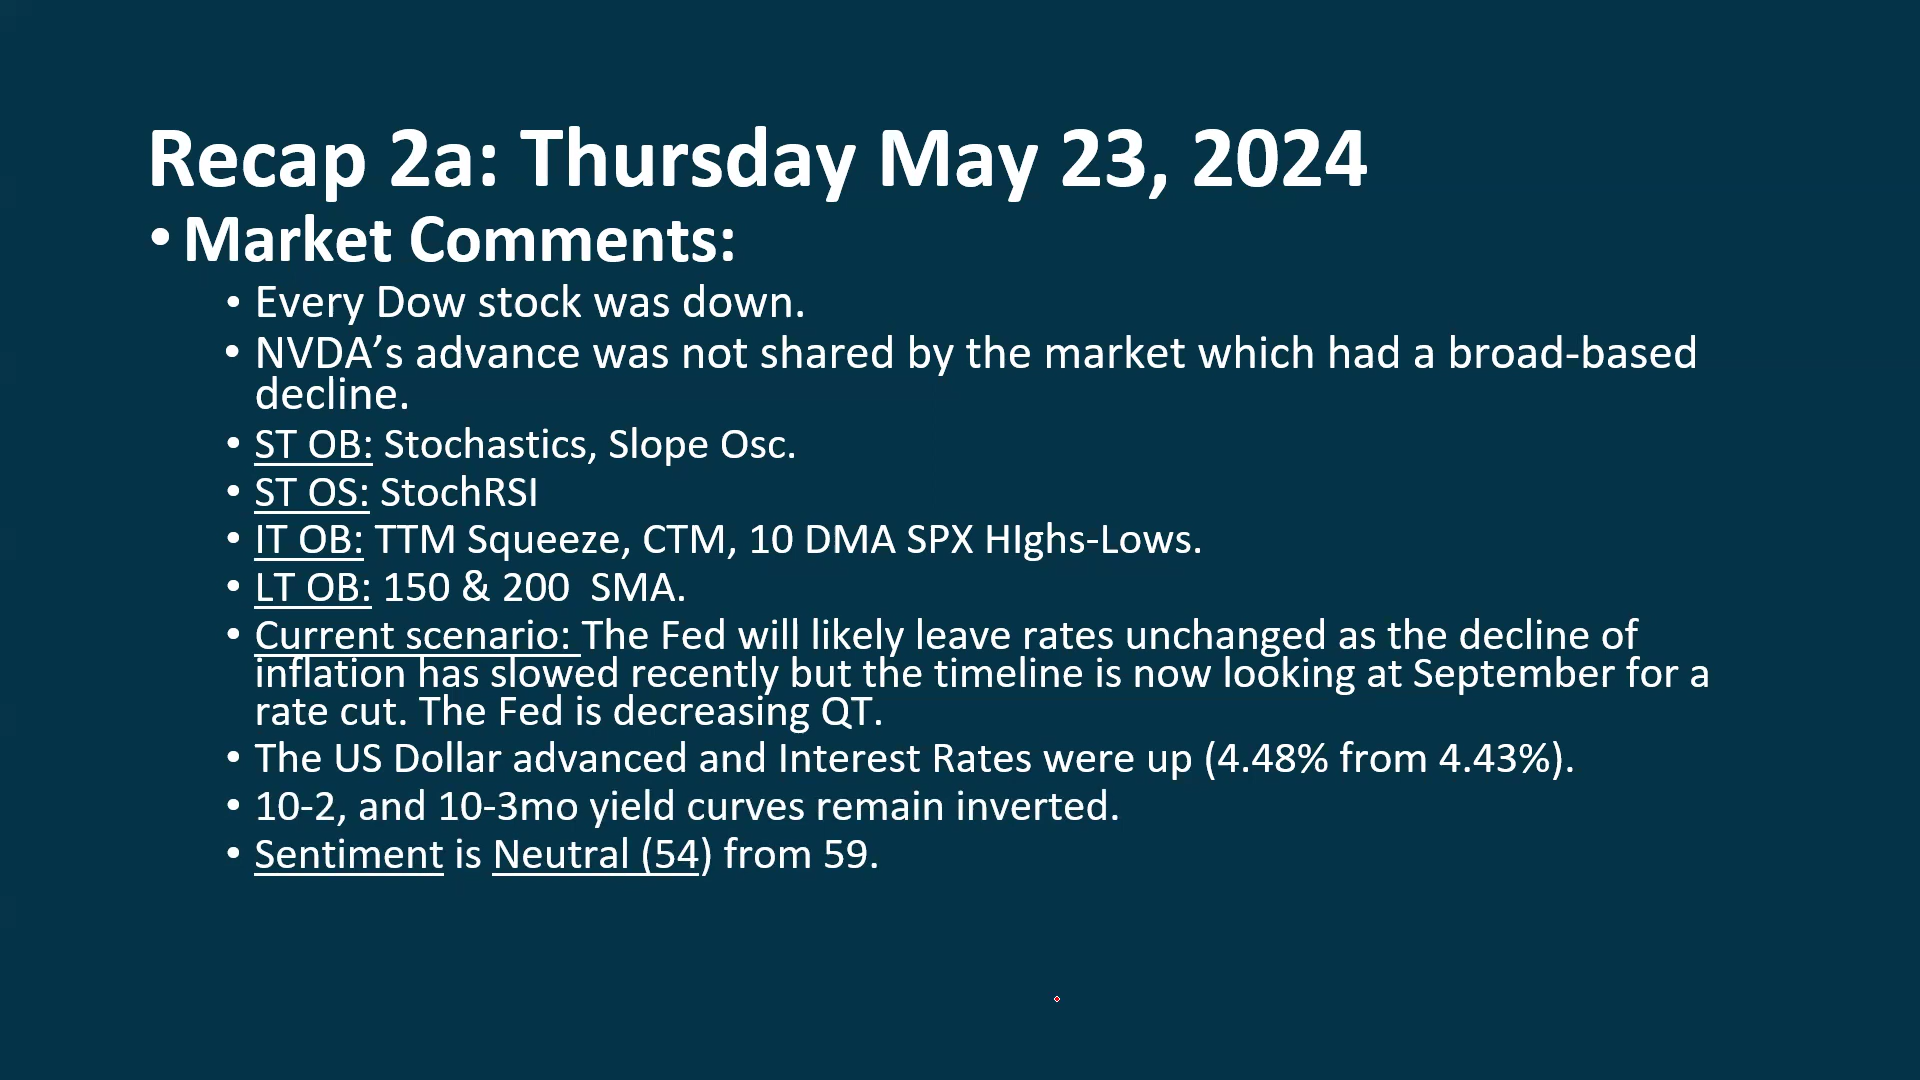 Recap 2a: Thursday May 23, 2024
• Market Comments:
• Every Dow stock was down.
• NVDA’s advance was not shared by the market which had a broad-based
decline.
• ST OB: Stochastics, Slope Osc.
• ST OS: StochRSI
• IT OB: TTM Squeeze, CTM, 10 DMA SPX HIghs-Lows.
• LT OB: 150 & 200  SMA.
• Current scenario: The Fed will likely leave rates unchanged as the decline of
inflation has slowed recently but the timeline is now looking at September for a
rate cut. The Fed is decreasing QT.
• The US Dollar advanced and Interest Rates were up (4.48% from 4.43%).
• 10-2, and 10-3mo yield curves remain inverted.
• Sentiment is Neutral (54) from 59.